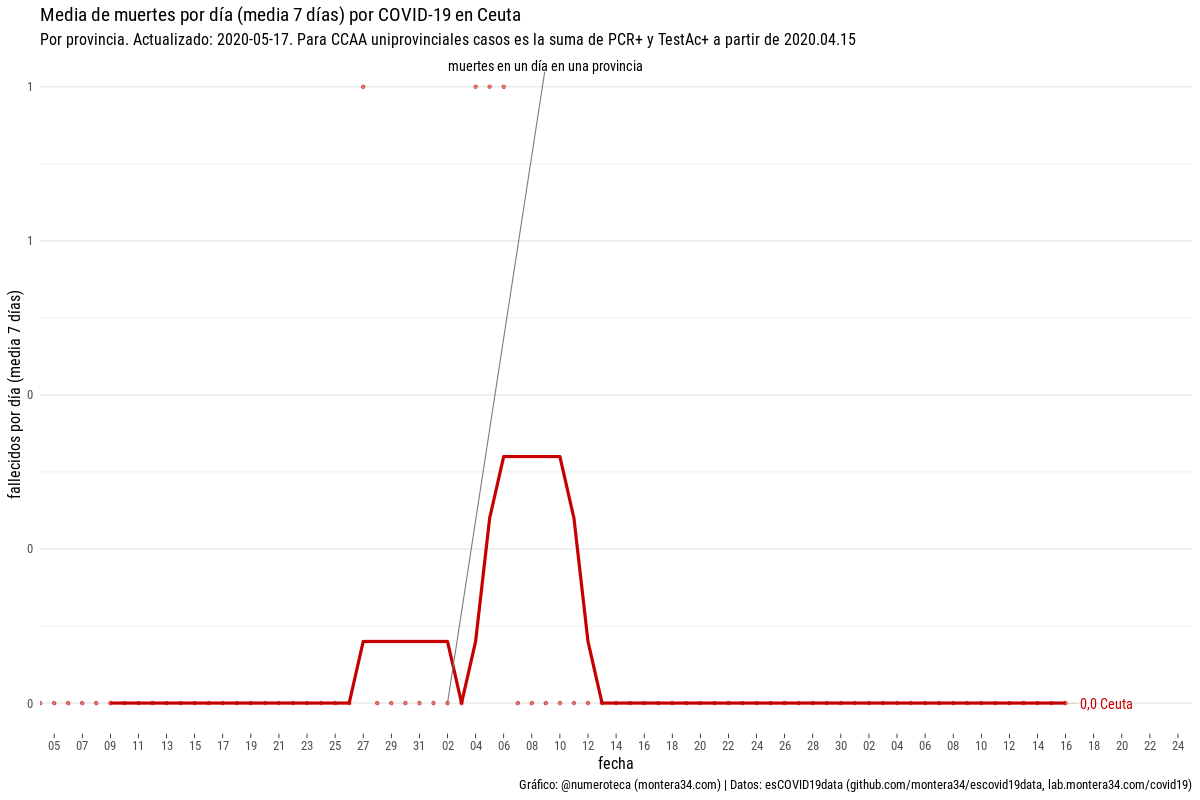 Media de muertes por día (media 7 días) por COVID-19 en Ceuta
Por provincia. Actualizado: 2020-05-17. Para CCAA uniprovinciales casos es la suma de PCR+ y TestAc+ a partir de 2020.04.15
muertes en un día en una provincia
1
1
0
0
0
fallecidos por día (media 7 días)
0,0 Ceuta
05 07 09 11 13 15 17 19 21 23 25 27 29 31 02 04 06 08 10 12 14 16 18 20 22 24 26 28 30 02 04 06 08 10 12 14 16 18 20 22 24
fecha
Gráfico: @numeroteca (montera34.com) | Datos: esCOVID19data (github.com/montera34/escovid19data, lab.montera34.com/covid19)